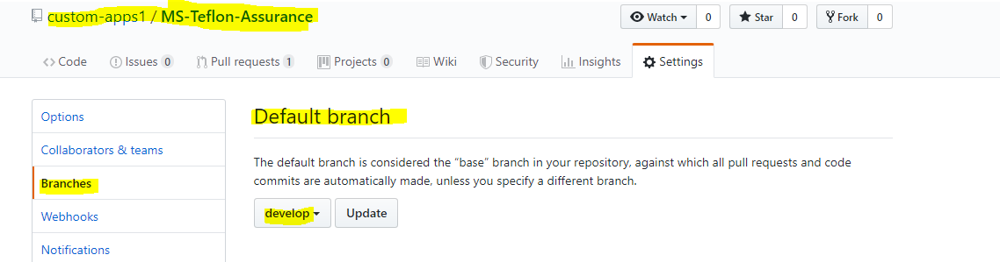 custom-apps1 / MS-Teflon-Assurance
Watch 0 Star 0 Fork 0
Code Issues 0 Pull requests 1 Projects 0 Wiki Security Insights Settings
Options
Collaborators & teams
Branches
Webhooks
Notifications
Default branch
The default branch is considered the “base” branch in your repository, against which all pull requests and code
commits are automatically made, unless you specify a different branch.
develop Update